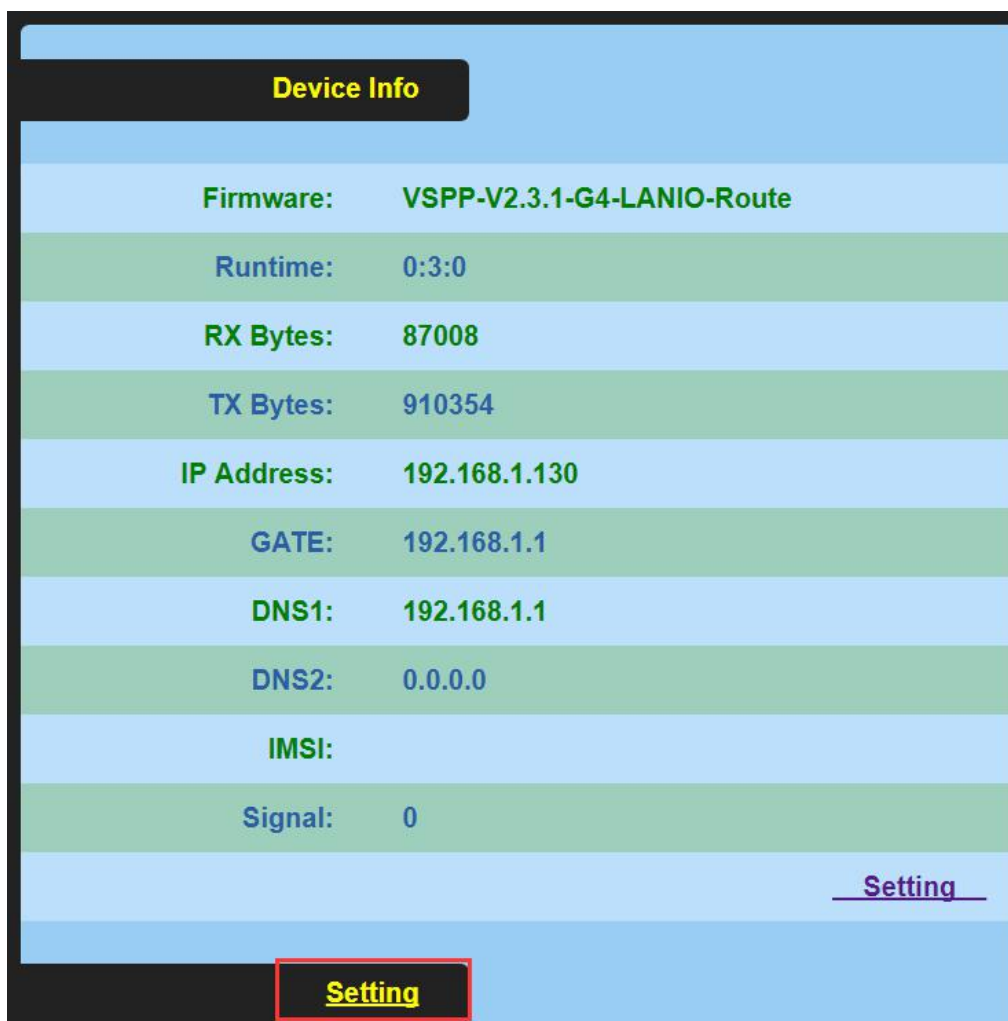 Device Info
Firmware: VSPP-V2.3.1-G4-LANIO-Route
Runtime: 0:3:0
RX Bytes: 87008
TX Bytes: 910354
IP Address: 192.168.1.130
GATE: 192.168.1.1
DNS1: 192.168.1.1
DNS2: 0.0.0.0
IMSI:
Signal: 0
Setting
Setting